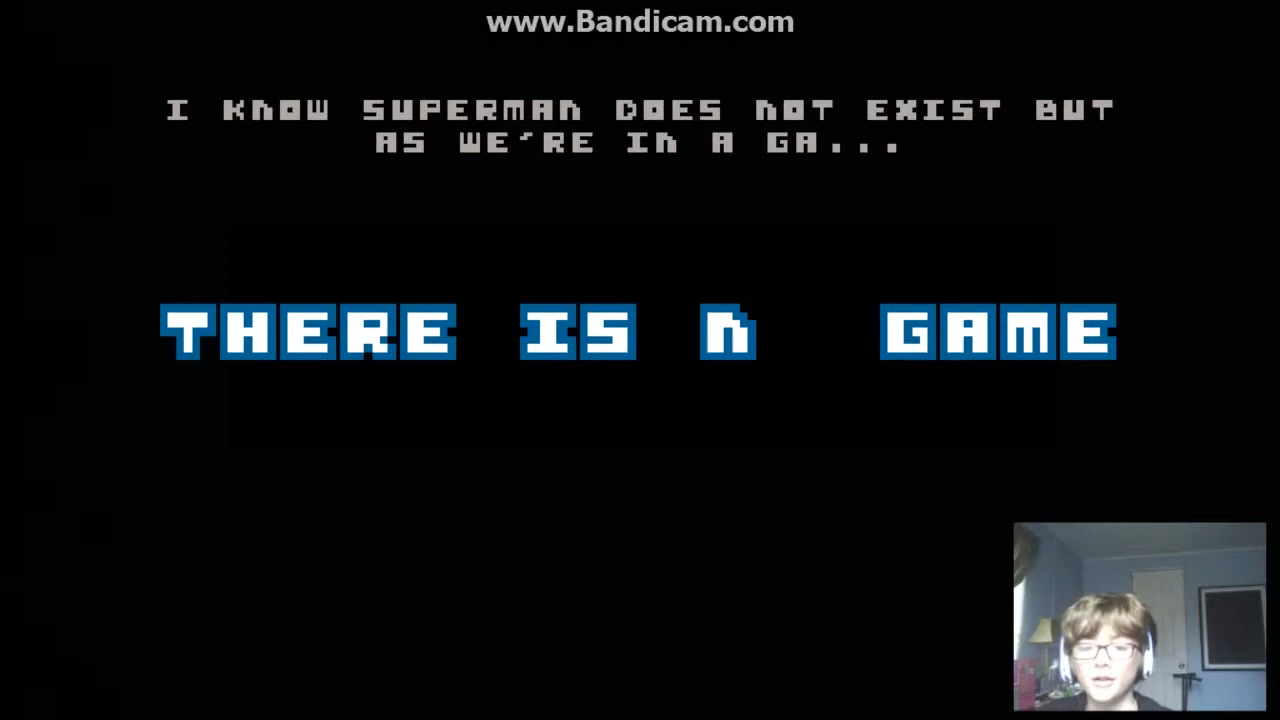 www.Bandicam.com
I KNOW SUPERMAN DOES NOT EXIST BUT
AS WE'RE IN A GA...
THERE IS N GAME